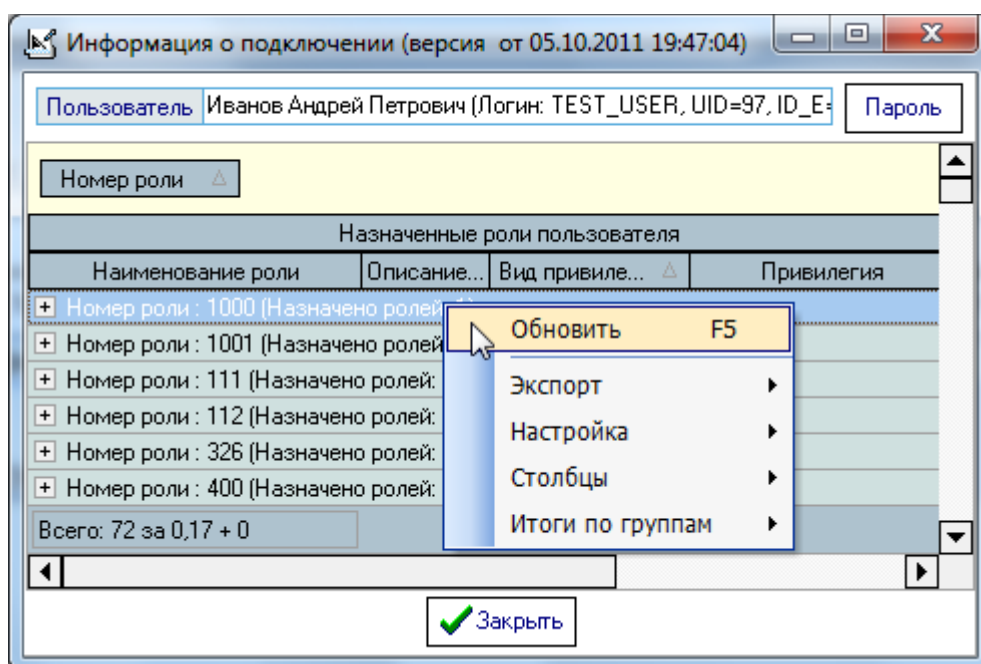 Информация о подключении (версия от 05.10.2011 19:47:04)
Пользователь Иванов Андрей Петрович (Логин: TEST_USER, UID=97, ID_E= Пароль
Номер роли
Назначенные роли пользователя
Наименование роли Описание... Вид привиле... Привилегия
Номер роли : 1000 (Назначено ролей: 1)
Номер роли : 1001 (Назначено ролей
Номер роли : 111 (Назначено ролей:
Номер роли : 112 (Назначено ролей:
Номер роли : 326 (Назначено ролей:
Номер роли : 400 (Назначено ролей:
Всего: 72 за 0,17 + 0
Обновить F5
Экспорт
Настройка
Столбцы
Итоги по группам
Закрыть